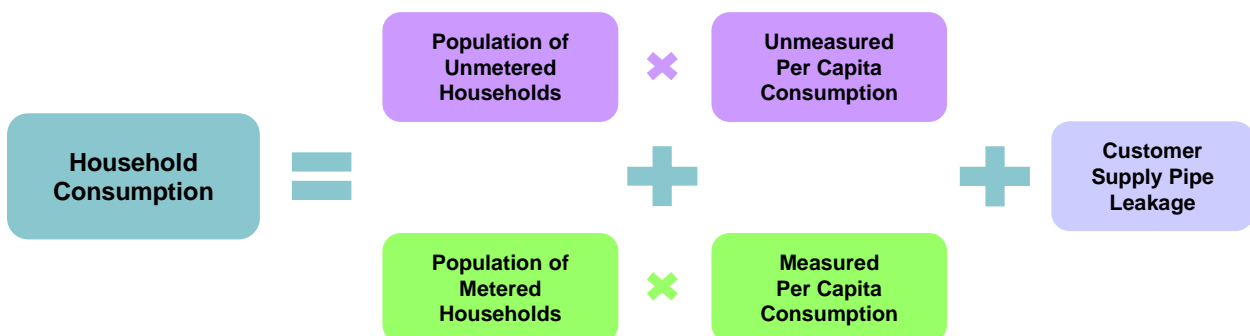 Household
Consumption
Population of
Unmetered
Households
Unmeasured
Per Capita
Consumption
Population of
Metered
Households
Measured
Per Capita
Consumption
Customer
Supply Pipe
Leakage